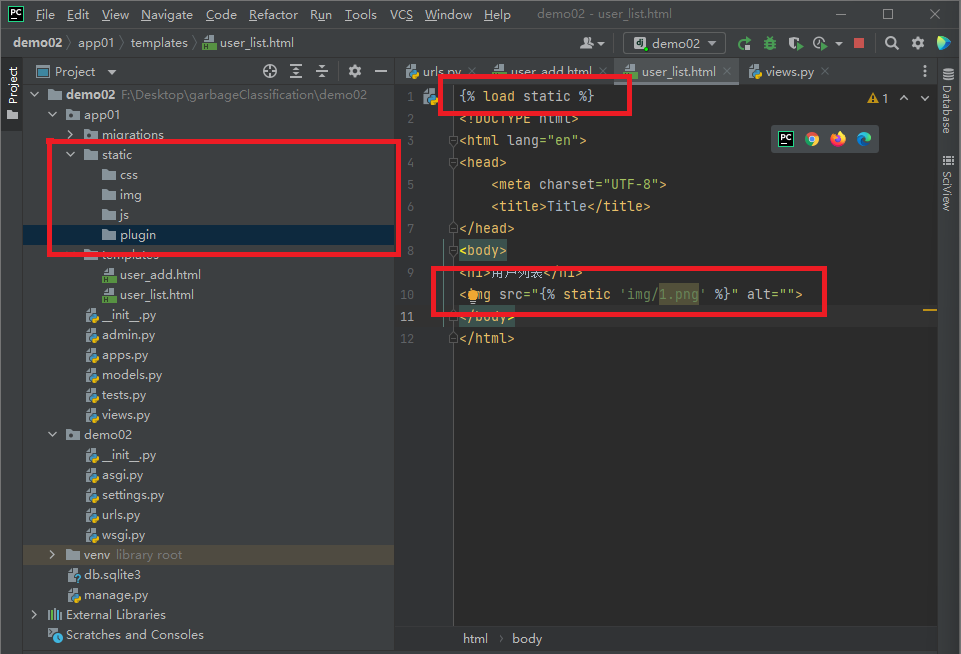 File Edit View Navigate Code Refactor Run Tools VCS Window Help demo02 - user_list.html
demo02 app01 templates user_list.html demo02
Project
Project
urls.py user_add.html user_list.html views.py
demo02 F:\Desktop\garbageClassification\demo02
app01
migrations
static
css
img
js
plugin
templates
user_add.html
user_list.html
__init__.py
admin.py
apps.py
models.py
tests.py
views.py
demo02
__init__.py
asgi.py
settings.py
urls.py
wsgi.py
venv library root
db.sqlite3
manage.py
External Libraries
Scratches and Consoles
1 {% load static %}
2 <!DOCTYPE html>
3 <html lang="en">
4 <head>
5 <meta charset="UTF-8">
6 <title>Title</title>
7 </head>
8 <body>
9 <h1>用户列表</h1>
10 <img src="{% static 'img/1.png' %}" alt="">
11 </body>
12 </html>
1
Database
SciView
html body